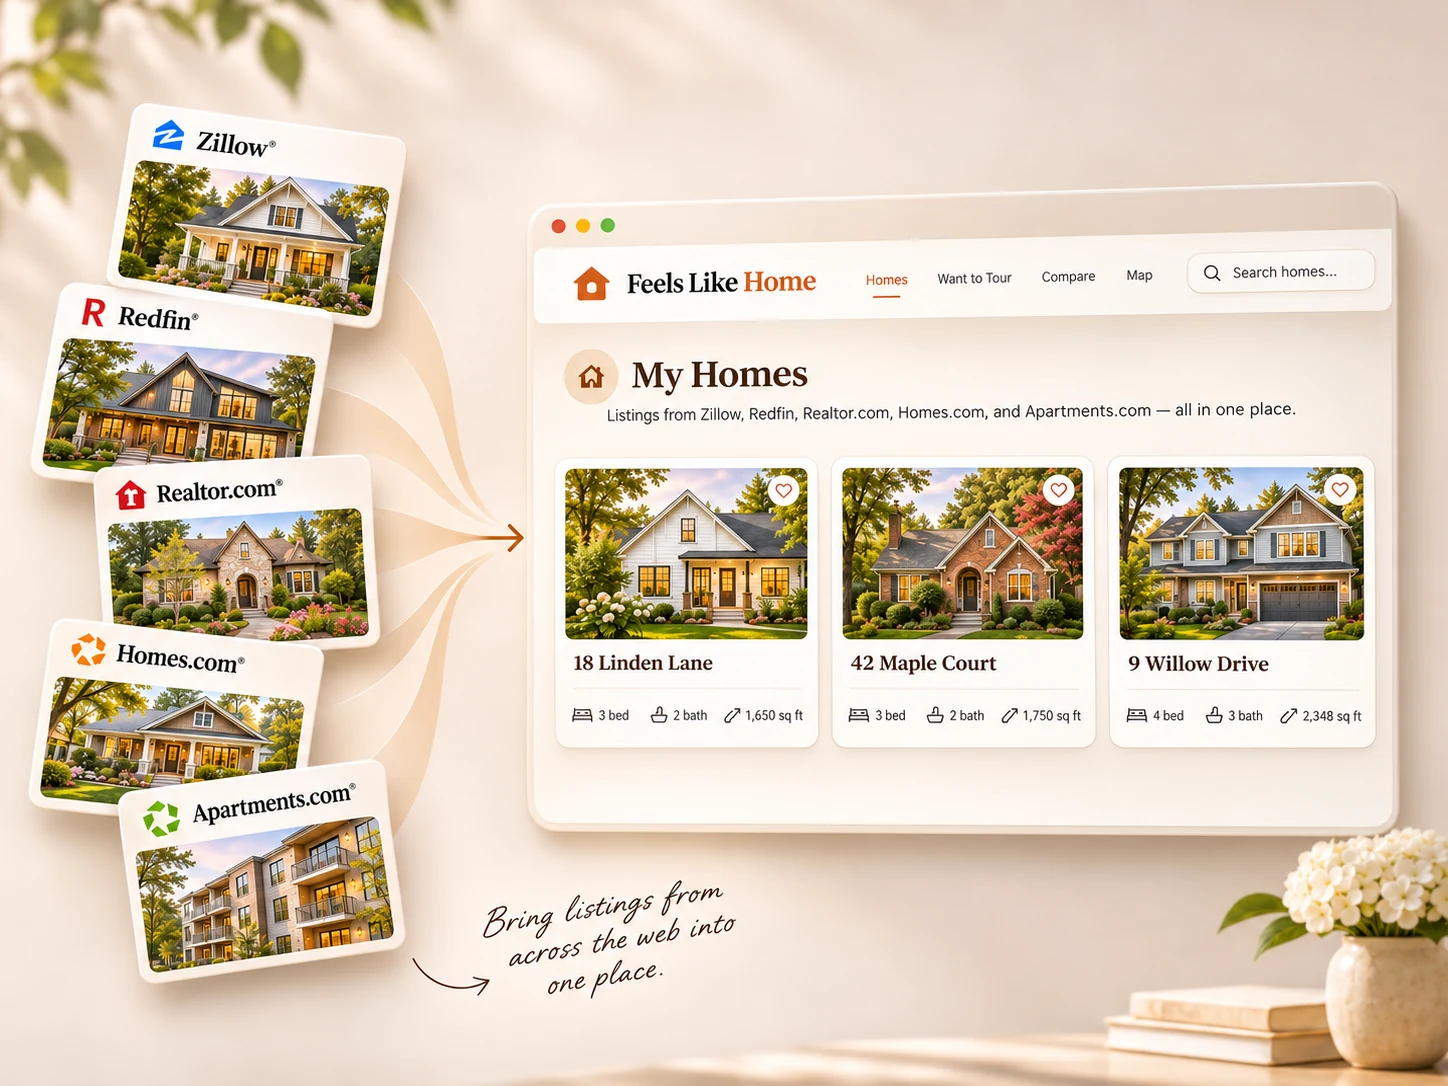 Zillow®
Redfin®
Realtor.com®
Homes.com®
Apartments.com®
Feels Like Home
Homes
Want to Tour
Compare
Map
Search homes...
My Homes
Listings from Zillow, Redfin, Realtor.com, Homes.com, and Apartments.com — all in one place.
18 Linden Lane
3 bed
2 bath
1,650 sq ft
42 Maple Court
3 bed
2 bath
1,750 sq ft
9 Willow Drive
4 bed
3 bath
2,348 sq ft
Bring listings from
across the web into
one place.